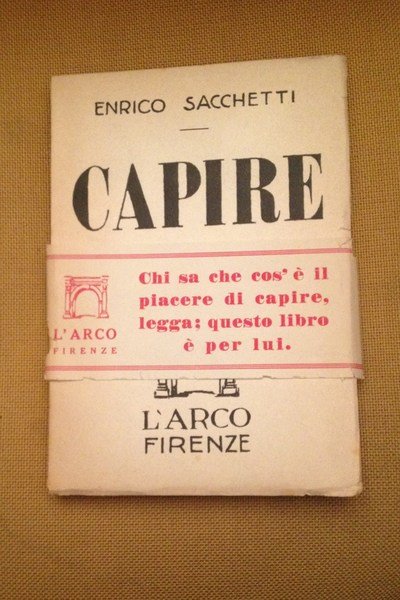 ENRICO SACCHETTI
CAPIRE
Chi sa che cos' è il
piacere di capire,
legga; questo libro
è per lui.
L'ARCO
FIRENZE
L'ARCO
FIRENZE